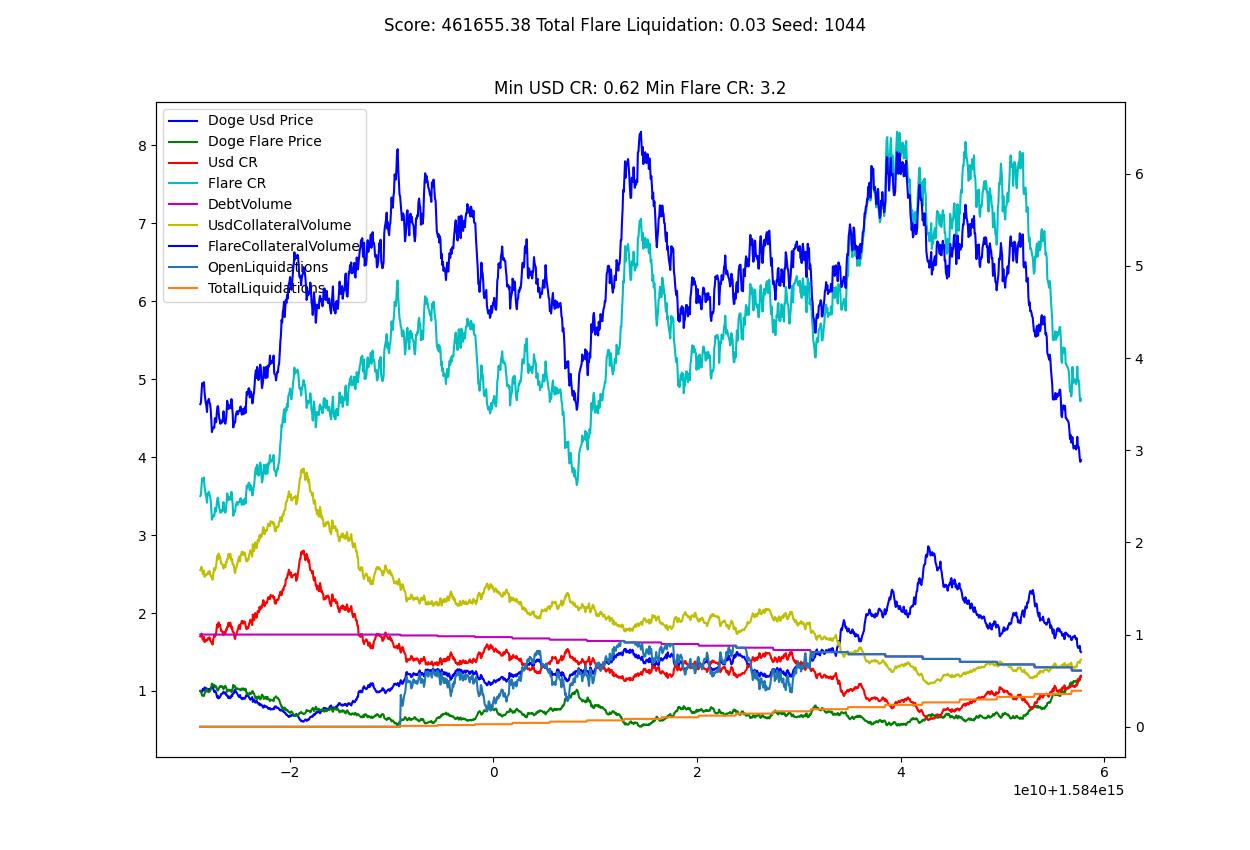 Score: 461655.38 Total Flare Liquidation: 0.03 Seed: 1044
Min USD CR: 0.62 Min Flare CR: 3.2
Doge Usd Price
Doge Flare Price
Usd CR
Flare CR
DebtVolume
UsdCollateralVolume
FlareCollateralVolume
OpenLiquidations
TotalLiquidations
8
7
6
5
4
3
2
1
6
5
4
3
2
1
0
−2
0
2
4
6
1e10+1.584e15